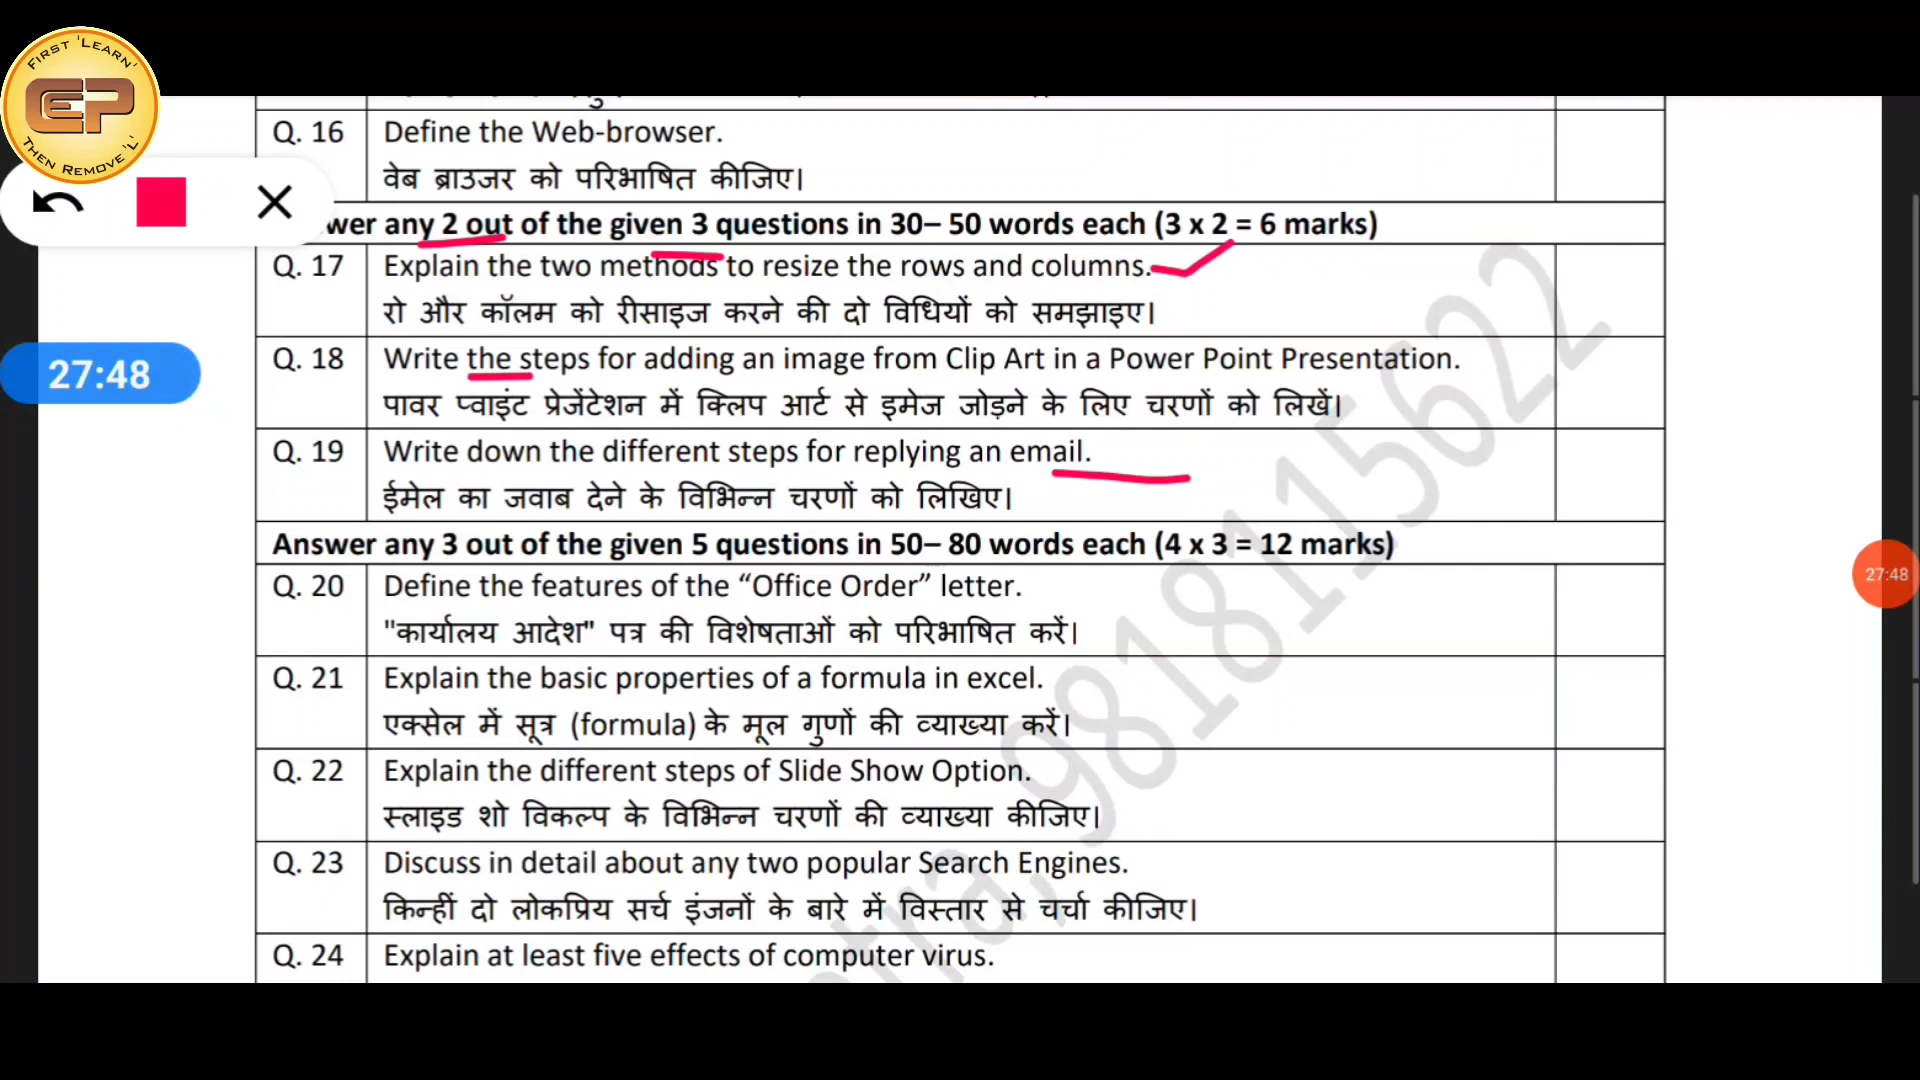 FIRST 'LEARN'
EP
THEN REMOVE 'L'
Q. 16 Define the Web-browser.
वेब ब्राउजर को परिभाषित कीजिए।
wer any 2 out of the given 3 questions in 30– 50 words each (3 x 2 = 6 marks)
Q. 17 Explain the two methods to resize the rows and columns.
रो और कॉलम को रीसाइज करने की दो विधियों को समझाइए।
27:48
Q. 18 Write the steps for adding an image from Clip Art in a Power Point Presentation.
पावर प्वाइंट प्रेजेंटेशन में क्लिप आर्ट से इमेज जोड़ने के लिए चरणों को लिखें।
Q. 19 Write down the different steps for replying an email.
ईमेल का जवाब देने के विभिन्न चरणों को लिखिए।
Answer any 3 out of the given 5 questions in 50– 80 words each (4 x 3 = 12 marks)
Q. 20 Define the features of the “Office Order” letter.
27:48
"कार्यालय आदेश" पत्र की विशेषताओं को परिभाषित करें।
Q. 21 Explain the basic properties of a formula in excel.
एक्सेल में सूत्र (formula) के मूल गुणों की व्याख्या करें।
Q. 22 Explain the different steps of Slide Show Option.
स्लाइड शो विकल्प के विभिन्न चरणों की व्याख्या कीजिए।
Q. 23 Discuss in detail about any two popular Search Engines.
किन्हीं दो लोकप्रिय सर्च इंजनों के बारे में विस्तार से चर्चा कीजिए।
Q. 24 Explain at least five effects of computer virus.
tra, 9818115622